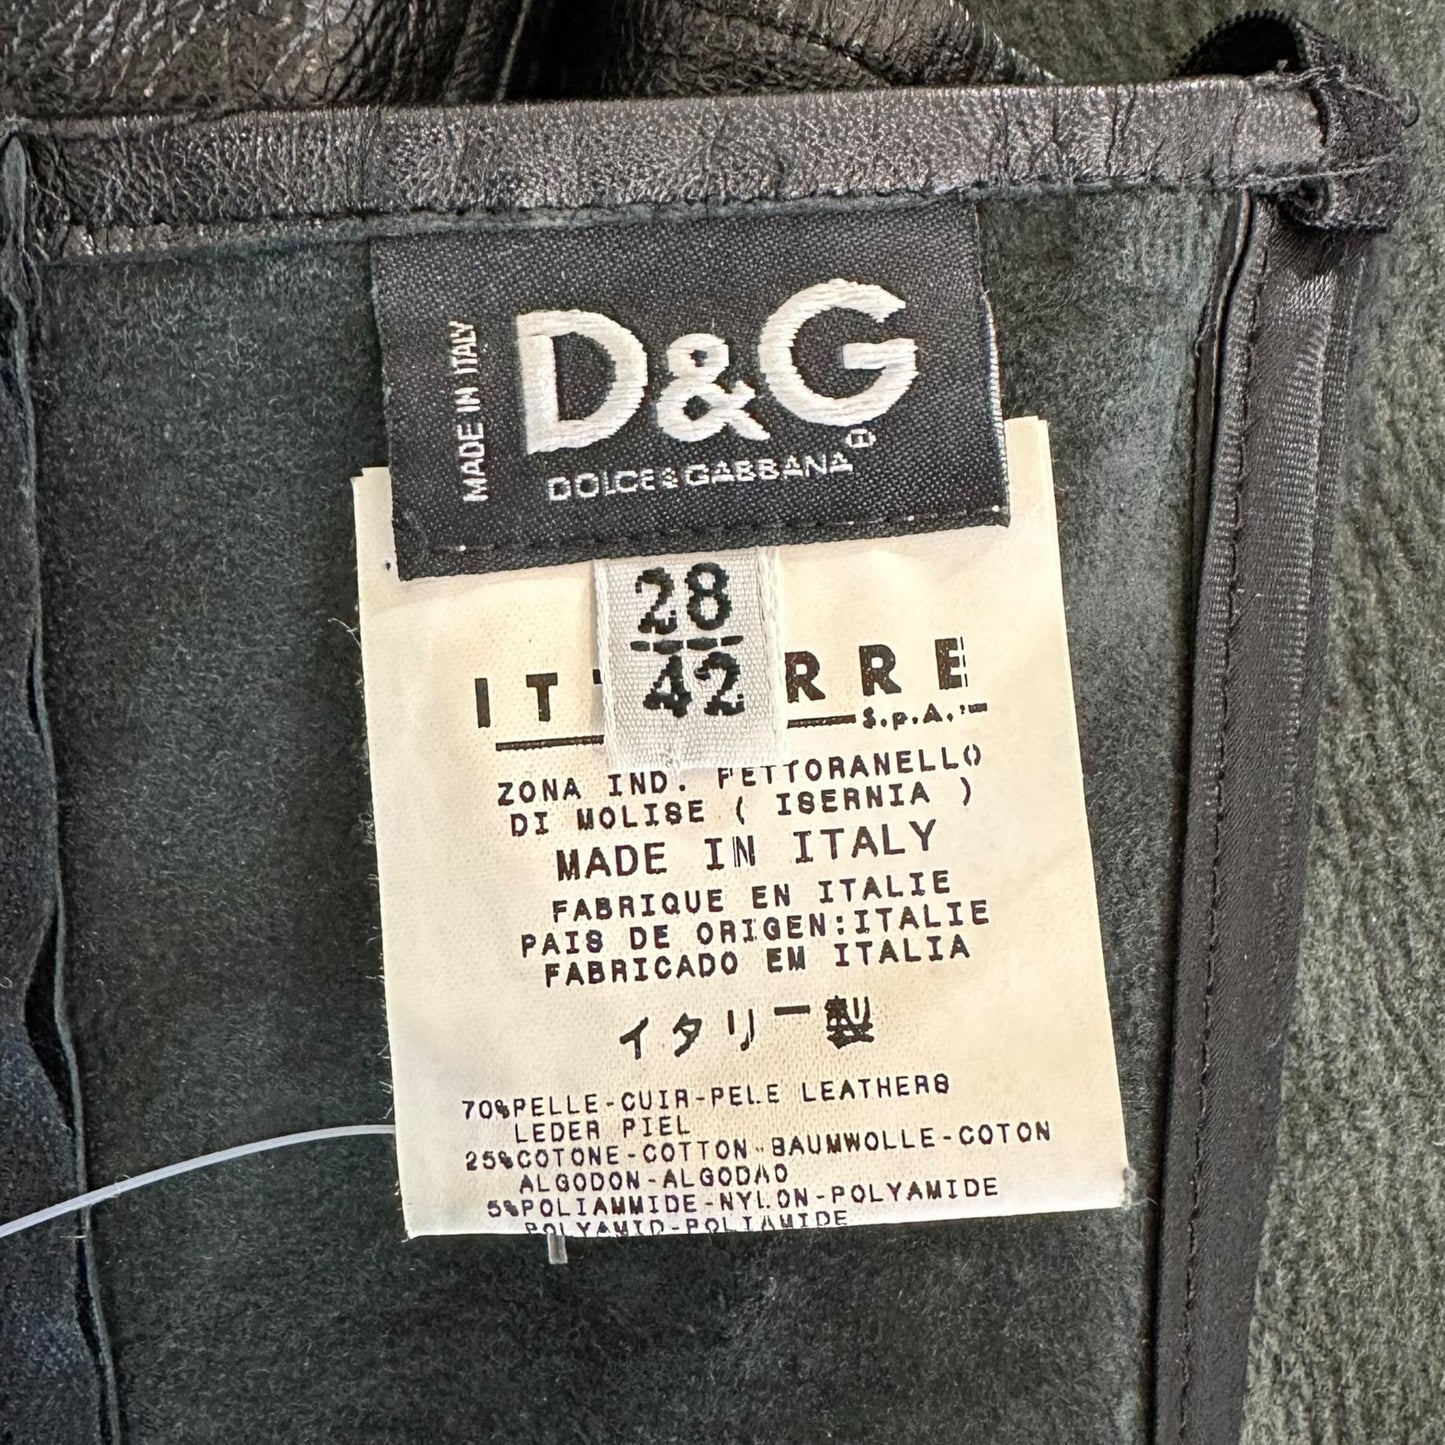 MADE IN ITALY
D&G
DOLCE & GABBANA
28
42
RRE
S.p.A.
ZONA IND. PETTORANELLO
DI MOLISE ( ISERNIA )
MADE IN ITALY
FABRIQUE EN ITALIE
PAIS DE ORIGEN:ITALIE
FABRICADO EM ITALIA
イタリー製
70%PELLE-CUIR-PELE LEATHERS
LEDER PIEL
25%COTONE-COTTON-BAUMWOLLE-COTON
ALGODON-ALGODAO
5%POLIAMMIDE-NYLON-POLYAMIDE
POLYAMID-POLIAMIDE